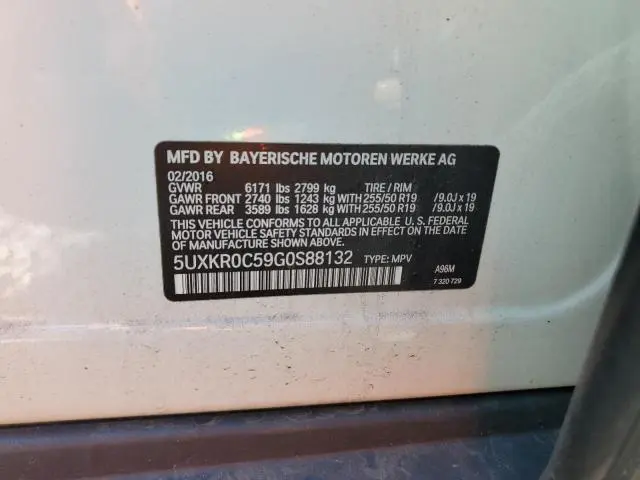 MFD BY BAYERISCHE MOTOREN WERKE AG
02/2016
GVWR 6171 lbs 2799 kg TIRE / RIM
GAWR FRONT 2740 lbs 1243 kg WITH 255/50 R19 /9.0J x 19
GAWR REAR 3589 lbs 1628 kg WITH 255/50 R19 /9.0J x 19
THIS VEHICLE CONFORMS TO ALL APPLICABLE U. S. FEDERAL
MOTOR VEHICLE SAFETY STANDARDS IN EFFECT ON THE
DATE OF MANUFACTURE SHOWN ABOVE.
5UXKR0C59G0S88132 TYPE: MPV
A96M
7 320 729